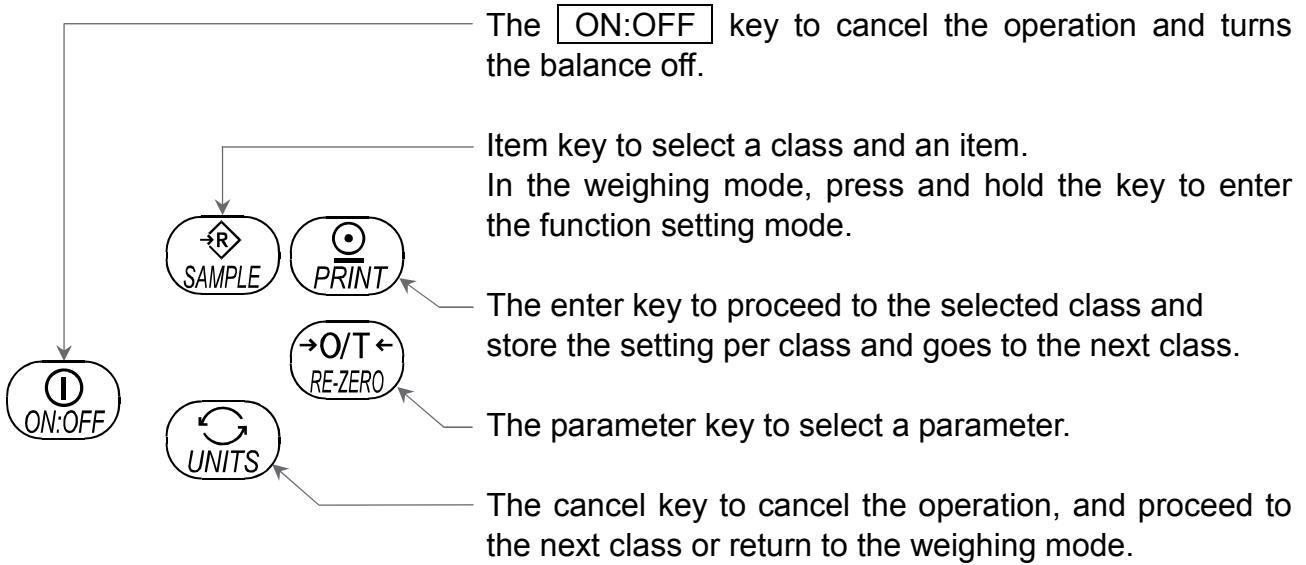 The ON:OFF key to cancel the operation and turns
the balance off.
Item key to select a class and an item.
In the weighing mode, press and hold the key to enter
the function setting mode.
→R
SAMPLE
PRINT
The enter key to proceed to the selected class and
store the setting per class and goes to the next class.
→O/T←
RE-ZERO
ON:OFF
The parameter key to select a parameter.
UNITS
The cancel key to cancel the operation, and proceed to
the next class or return to the weighing mode.